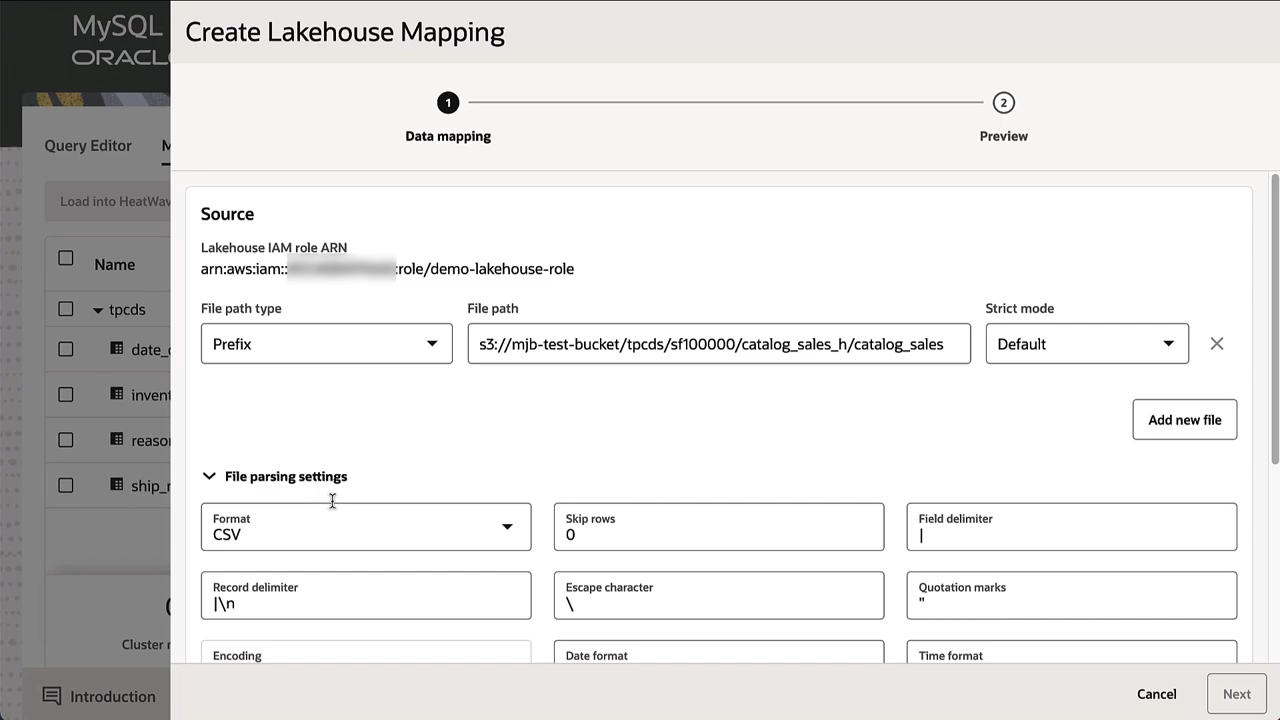 MySQL
ORACL
Create Lakehouse Mapping
1
2
Data mapping
Preview
Query Editor
M
Load into HeatWav
Name
tpcds
date_
invent
reaso
ship_
Cluster
Introduction
Source
Lakehouse IAM role ARN
arn:aws:iam:: :role/demo-lakehouse-role
File path type
File path
Strict mode
Prefix
s3://mjb-test-bucket/tpcds/sf100000/catalog_sales_h/catalog_sales
Default
Add new file
File parsing settings
Format
CSV
Skip rows
0
Field delimiter
|
Record delimiter
|\n
Escape character
\
Quotation marks
"
Encoding
Date format
Time format
Cancel
Next